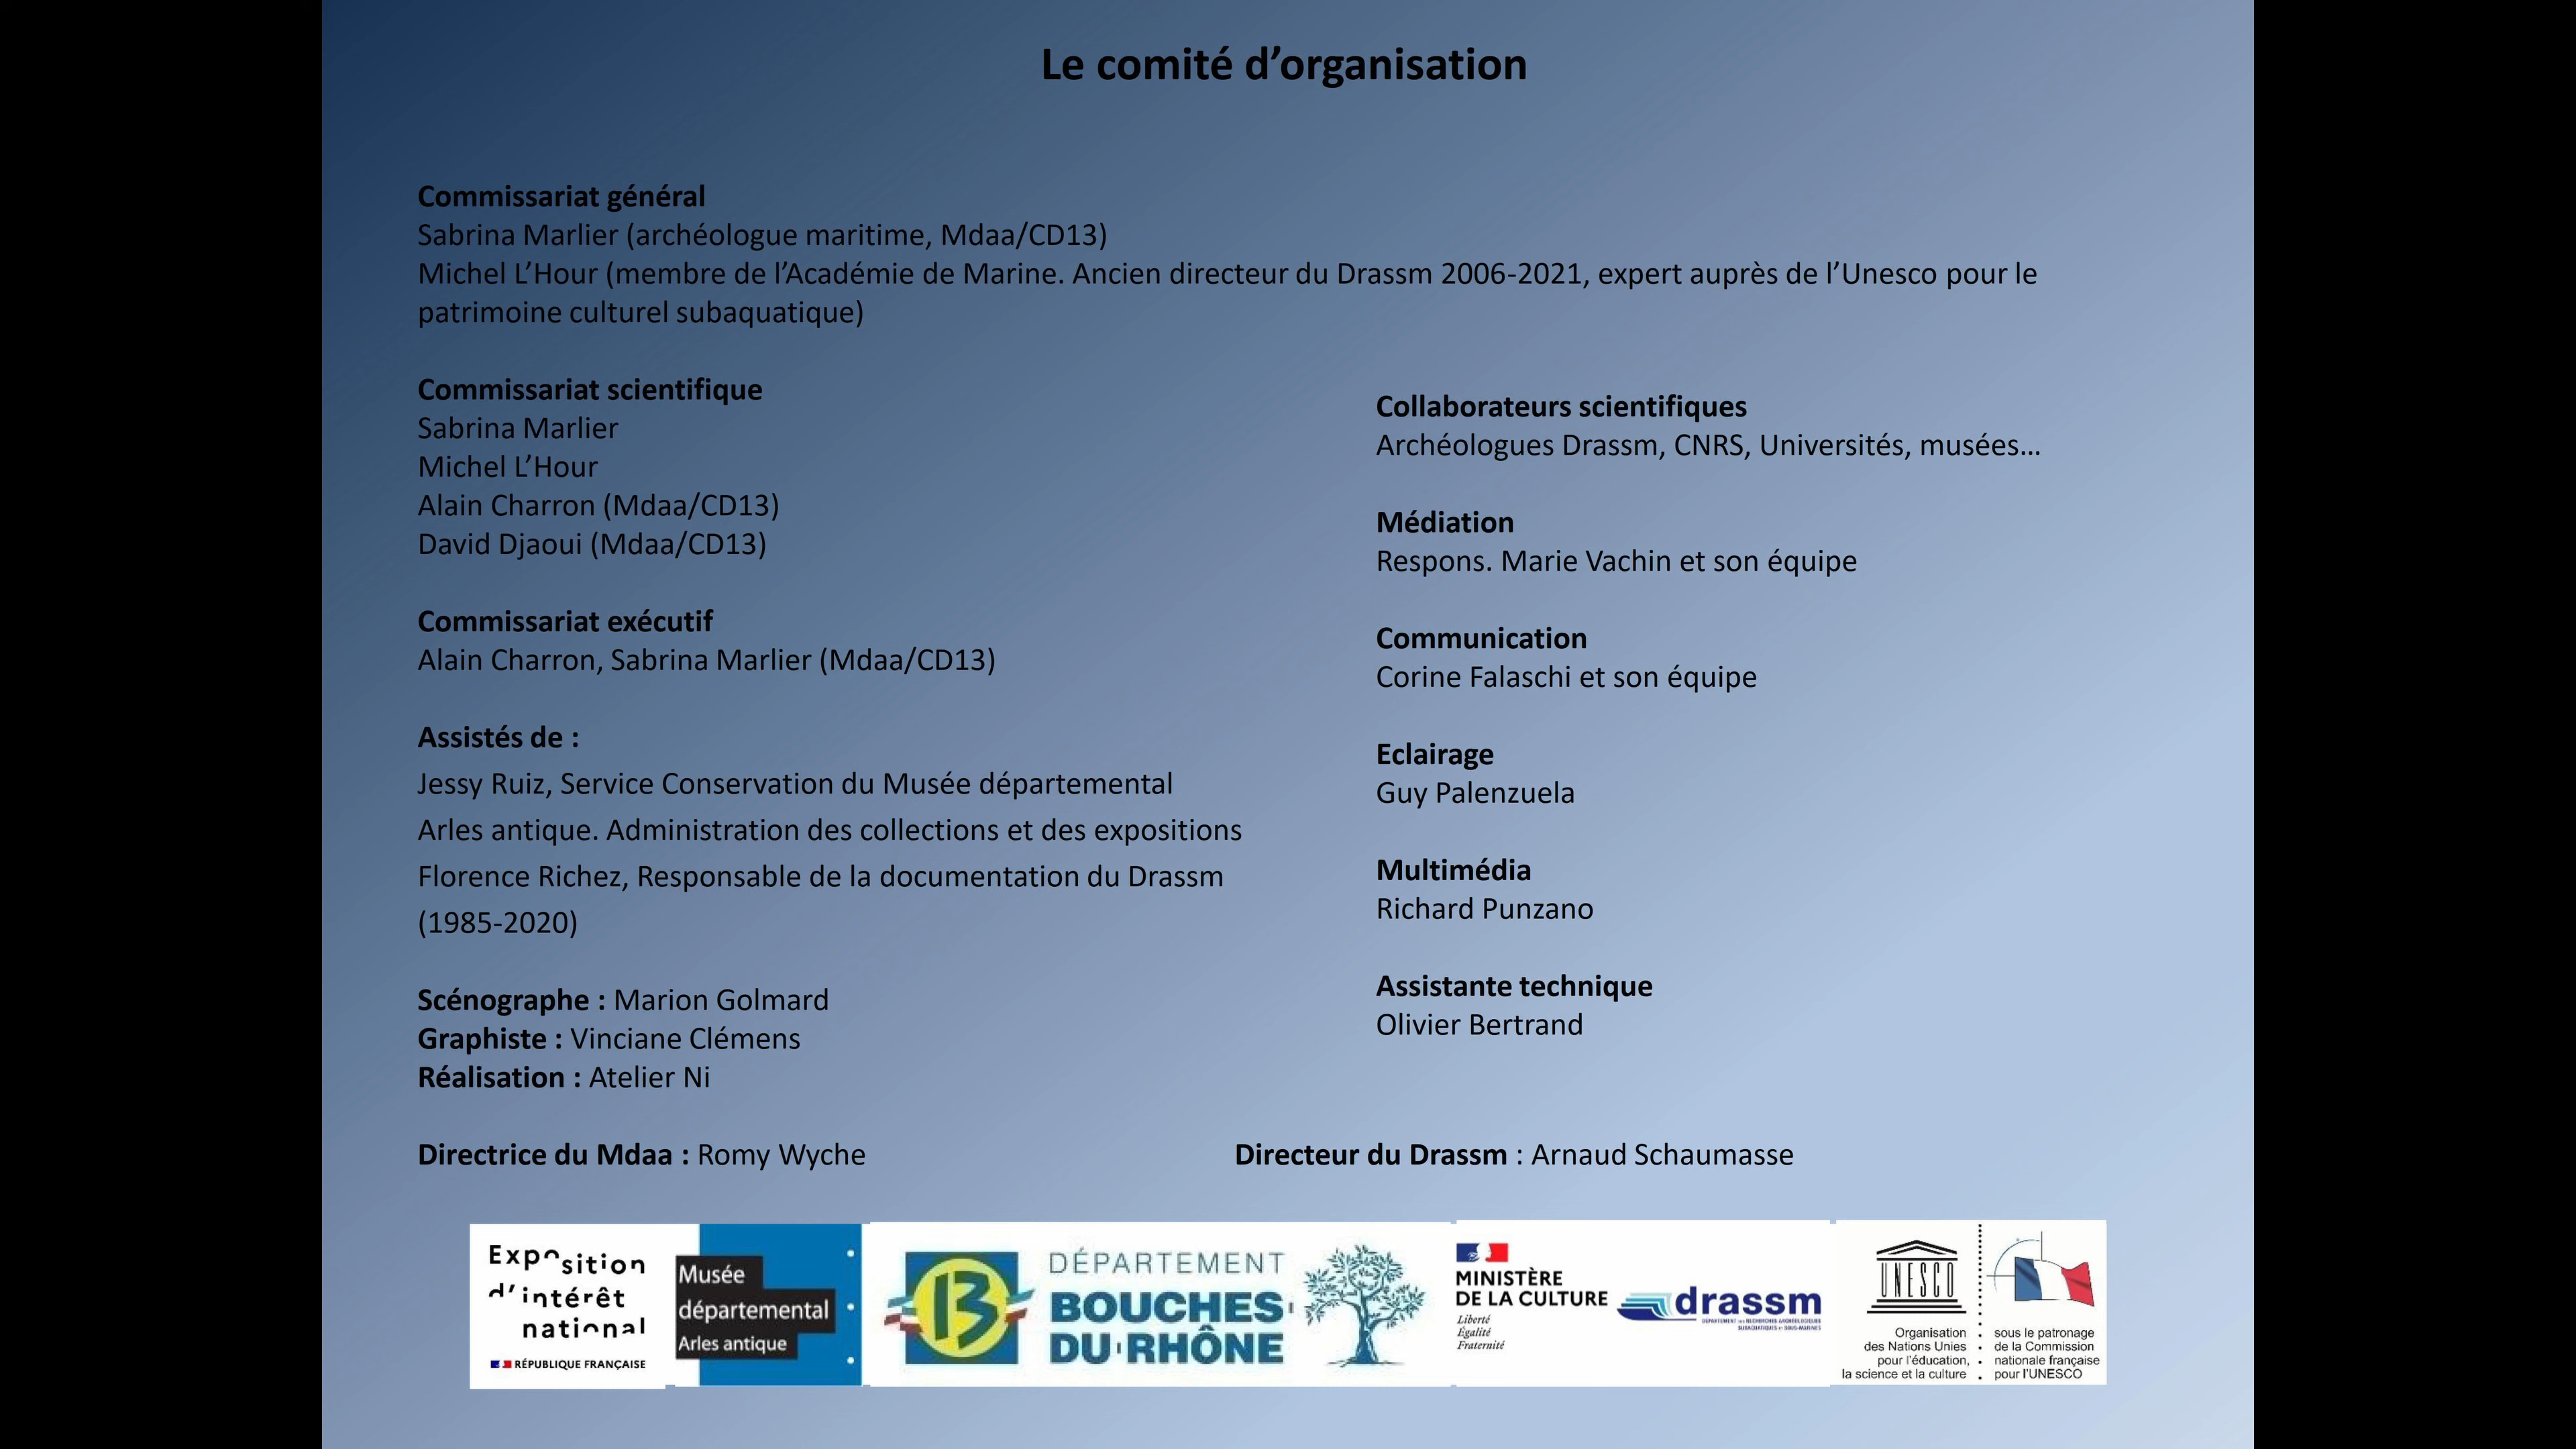 Le comité d’organisation
Commissariat général
Sabrina Marlier (archéologue maritime, Mdaa/CD13)
Michel L’Hour (membre de l’Académie de Marine. Ancien directeur du Drassm 2006-2021, expert auprès de l’Unesco pour le
patrimoine culturel subaquatique)
Commissariat scientifique
Sabrina Marlier
Michel L’Hour
Alain Charron (Mdaa/CD13)
David Djaoui (Mdaa/CD13)
Commissariat exécutif
Alain Charron, Sabrina Marlier (Mdaa/CD13)
Assistés de :
Jessy Ruiz, Service Conservation du Musée départemental
Arles antique. Administration des collections et des expositions
Florence Richez, Responsable de la documentation du Drassm
(1985-2020)
Scénographe : Marion Golmard
Graphiste : Vinciane Clémens
Réalisation : Atelier Ni
Collaborateurs scientifiques
Archéologues Drassm, CNRS, Universités, musées…
Médiation
Respons. Marie Vachin et son équipe
Communication
Corine Falaschi et son équipe
Eclairage
Guy Palenzuela
Multimédia
Richard Punzano
Assistante technique
Olivier Bertrand
Directrice du Mdaa : Romy Wyche
Directeur du Drassm : Arnaud Schaumasse
Exposition
d’intérêt
national
RÉPUBLIQUE FRANÇAISE
Musée
départemental
Arles antique
13
DÉPARTEMENT
BOUCHES
DU RHÔNE
MINISTÈRE
DE LA CULTURE
Liberté
Égalité
Fraternité
drassm
DÉPARTEMENT DES RECHERCHES ARCHÉOLOGIQUES
SUBAQUATIQUES ET SOUS-MARINES
UNESCO
Organisation
des Nations Unies
pour l’éducation,
la science et la culture
sous le patronage
de la Commission
nationale française
pour l’UNESCO